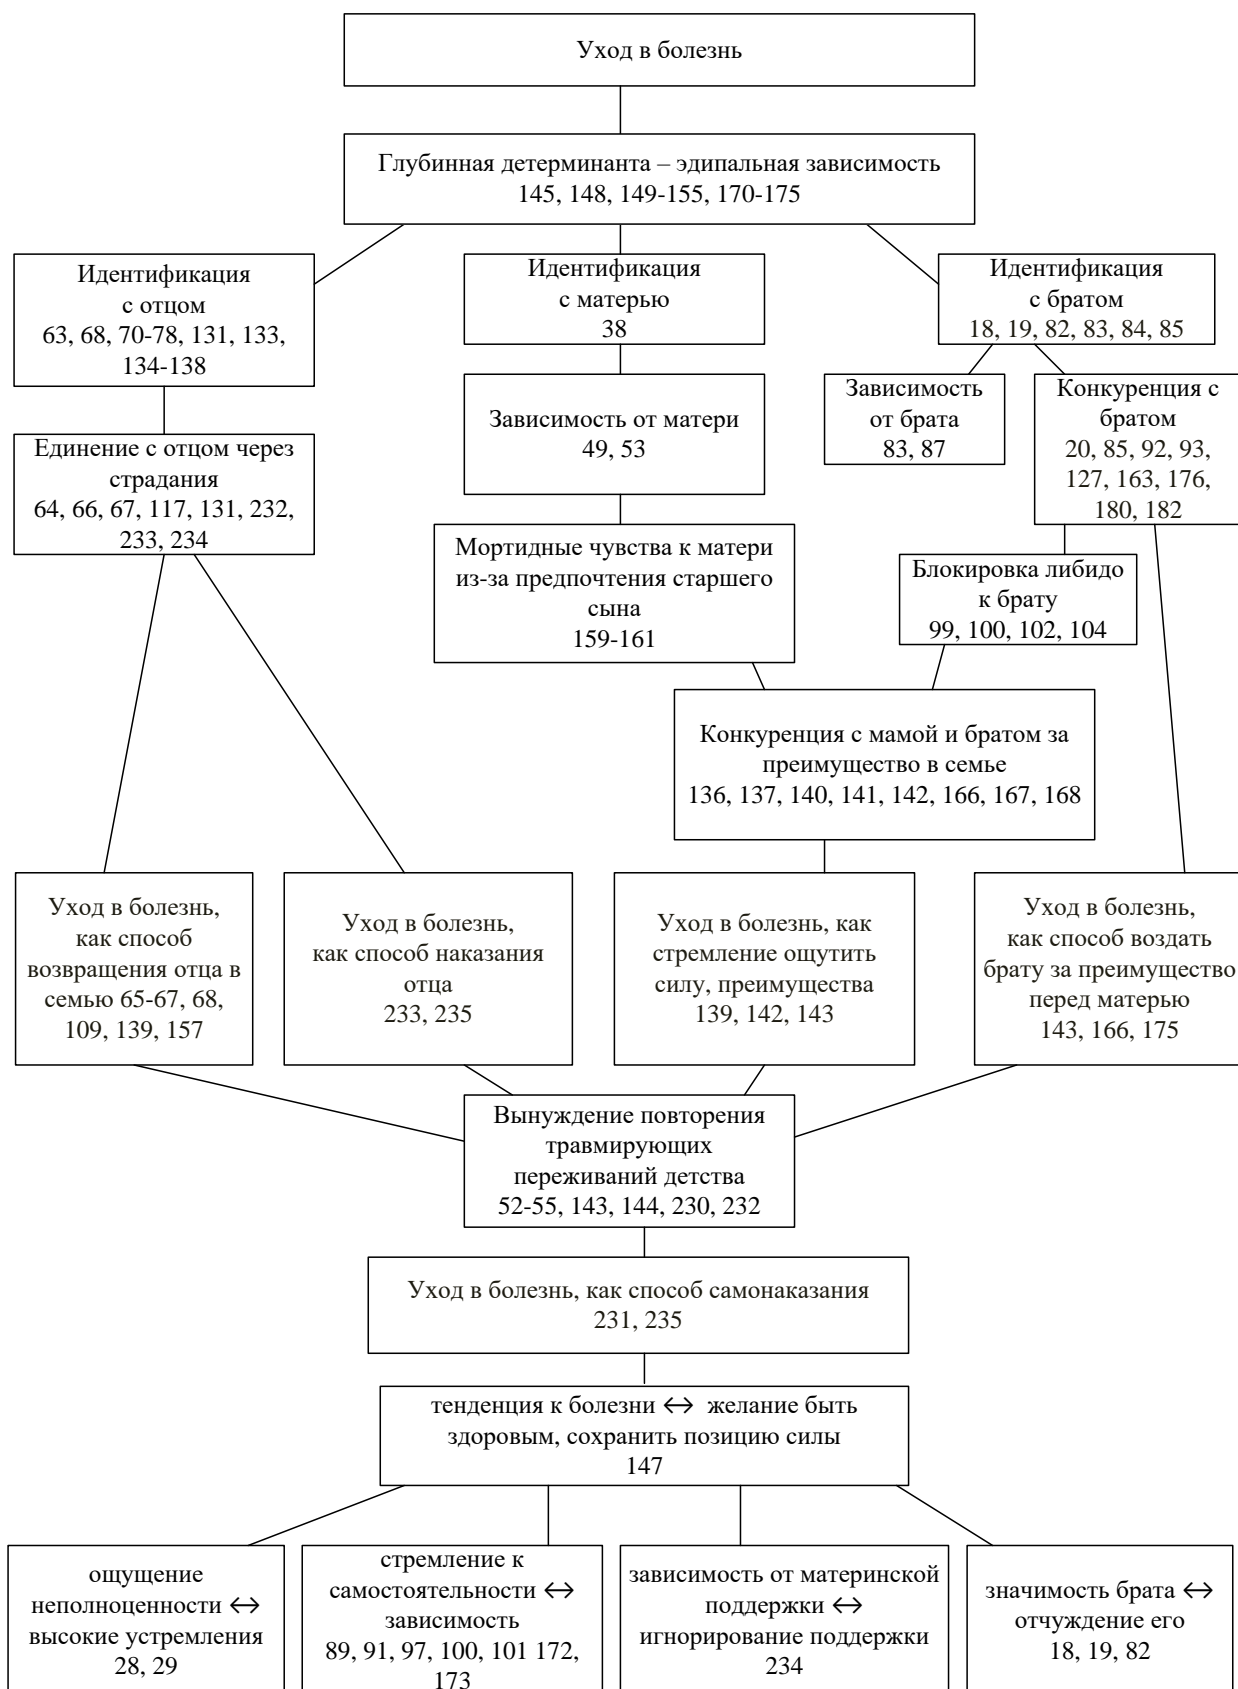 Уход в болезнь
Глубинная детерминанта – эдипальная зависимость
145, 148, 149-155, 170-175
Идентификация
с отцом
63, 68, 70-78, 131, 133,
134-138
Идентификация
с матерью
38
Идентификация
с братом
18, 19, 82, 83, 84, 85
Зависимость от матери
49, 53
Зависимость
от брата
83, 87
Конкуренция с
братом
20, 85, 92, 93,
127, 163, 176,
180, 182
Единение с отцом через
страдания
64, 66, 67, 117, 131, 232,
233, 234
Мортидные чувства к матери
из-за предпочтения старшего
сына
159-161
Блокировка либидо
к брату
99, 100, 102, 104
Конкуренция с мамой и братом за
преимущество в семье
136, 137, 140, 141, 142, 166, 167, 168
Уход в болезнь,
как способ
возвращения отца в
семью 65-67, 68,
109, 139, 157
Уход в болезнь,
как способ наказания
отца
233, 235
Уход в болезнь, как
стремление ощутить
силу, преимущества
139, 142, 143
Уход в болезнь,
как способ воздать
брату за преимущество
перед матерью
143, 166, 175
Вынуждение повторения
травмирующих
переживаний детства
52-55, 143, 144, 230, 232
Уход в болезнь, как способ самонаказания
231, 235
тенденция к болезни ↔ желание быть
здоровым, сохранить позицию силы
147
ощущение
неполноценности ↔
высокие устремления
28, 29
стремление к
самостоятельности ↔
зависимость
89, 91, 97, 100, 101 172,
173
зависимость от материнской
поддержки ↔
игнорирование поддержки
234
значимость брата ↔
отчуждение его
18, 19, 82